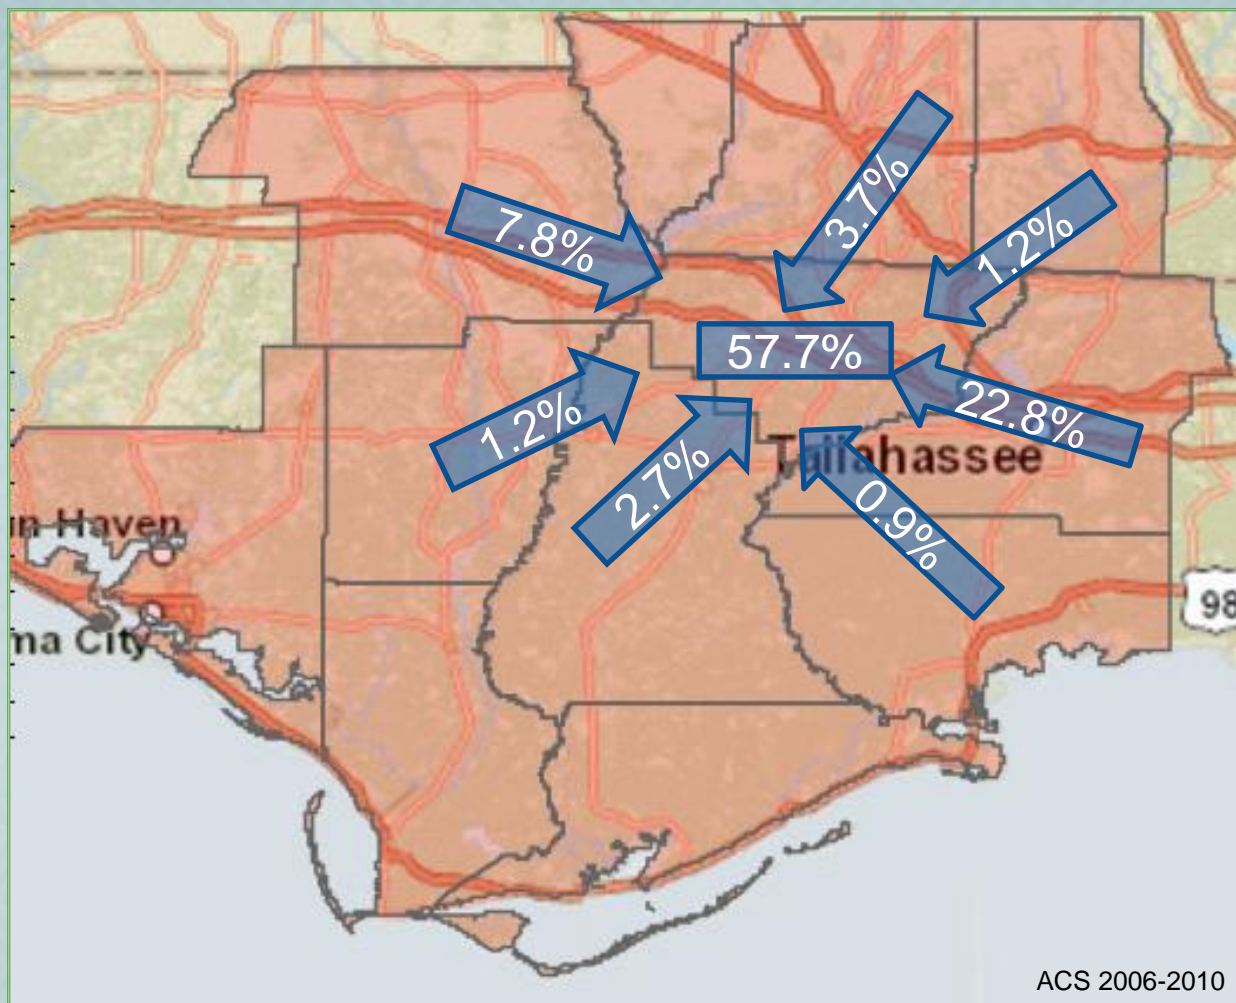 3.7%
7.8%
1.2%
57.7%
1.2%
22.8%
2.7%
Tallahassee
0.9%
n Haven
98
ma City
ACS 2006-2010